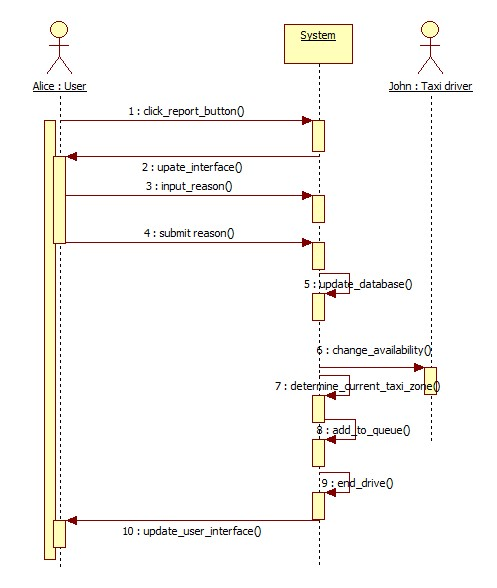 System
Alice : User
John : Taxi driver
1 : click_report_button()
2 : upate_interface()
3 : input_reason()
4 : submit reason()
5 : update_database()
6 : change_availability()
7 : determine_current_taxi_zone()
8 : add_to_queue()
9 : end_drive()
10 : update_user_interface()